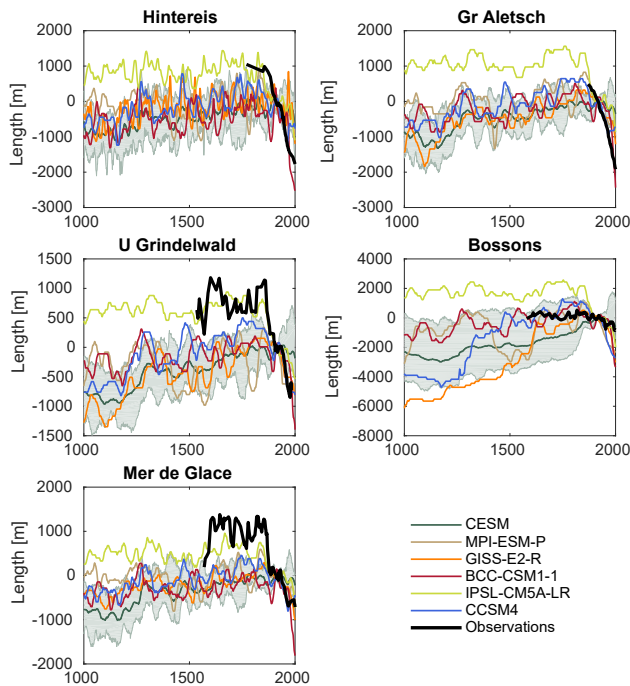 Hintereis
Length [m]
2000
1000
0
-1000
-2000
-3000
1000
1500
2000
Gr Aletsch
Length [m]
2000
1000
0
-1000
-2000
-3000
1000
1500
2000
U Grindelwald
Length [m]
1500
1000
500
0
-500
-1000
-1500
1000
1500
2000
Bossons
Length [m]
4000
2000
0
-2000
-4000
-6000
-8000
1000
1500
2000
Mer de Glace
Length [m]
2000
1000
0
-1000
-2000
1000
1500
2000
CESM
MPI-ESM-P
GISS-E2-R
BCC-CSM1-1
IPSL-CM5A-LR
CCSM4
Observations